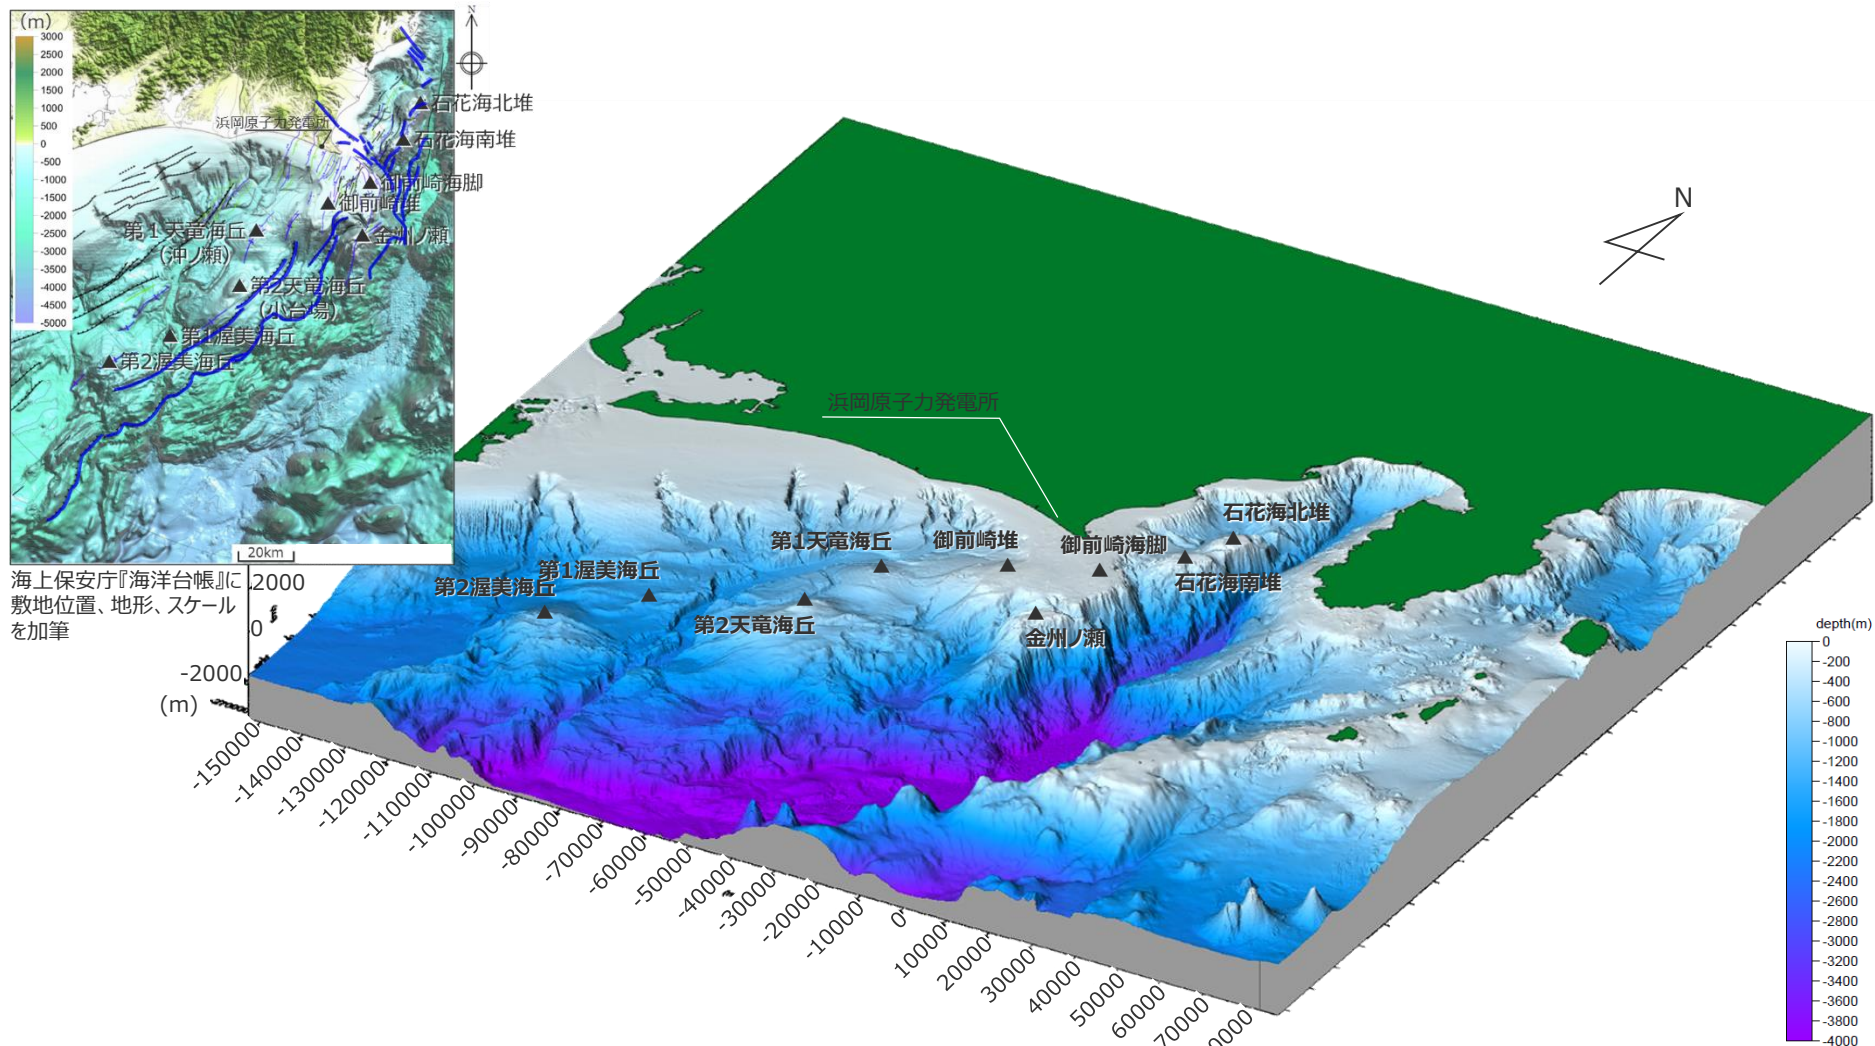 (m)
3000
2500
2000
1500
1000
500
0
-500
-1000
-1500
-2000
-2500
-3000
-3500
-4000
-4500
-5000
N
石花海北堆
浜岡原子力発電所
石花海南堆
御前崎海脚
御前崎堆
第1天竜海丘
(沖ノ瀬)
金州ノ瀬
第2天竜海丘
(小台場)
第1渥美海丘
第2渥美海丘
20km
海上保安庁『海洋台帳』に
敷地位置、地形、スケール
を加筆
N
浜岡原子力発電所
石花海北堆
第1天竜海丘
御前崎堆
御前崎海脚
石花海南堆
第1渥美海丘
第2渥美海丘
第2天竜海丘
金州ノ瀬
2000
0
-2000
(m)
-150000
-140000
-130000
-120000
-110000
-100000
-90000
-80000
-70000
-60000
-50000
-40000
-30000
-20000
-10000
0
10000
20000
30000
40000
50000
60000
70000
depth(m)
0
-200
-400
-600
-800
-1000
-1200
-1400
-1600
-1800
-2000
-2200
-2400
-2600
-2800
-3000
-3200
-3400
-3600
-3800
-4000